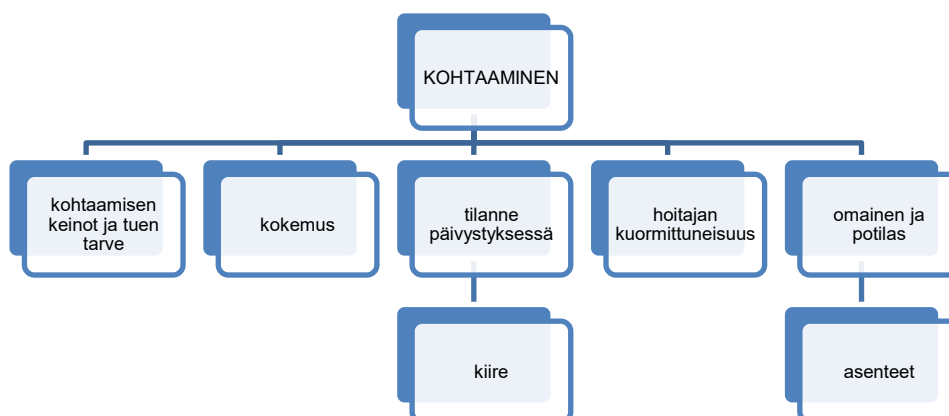 KOHTAAMINEN
kohtaamisen
keinot ja tuen
tarve
kokemus
tilanne
päivystyksessä
hoitajan
kuormittuneisuus
omainen ja
potilas
kiire
asenteet